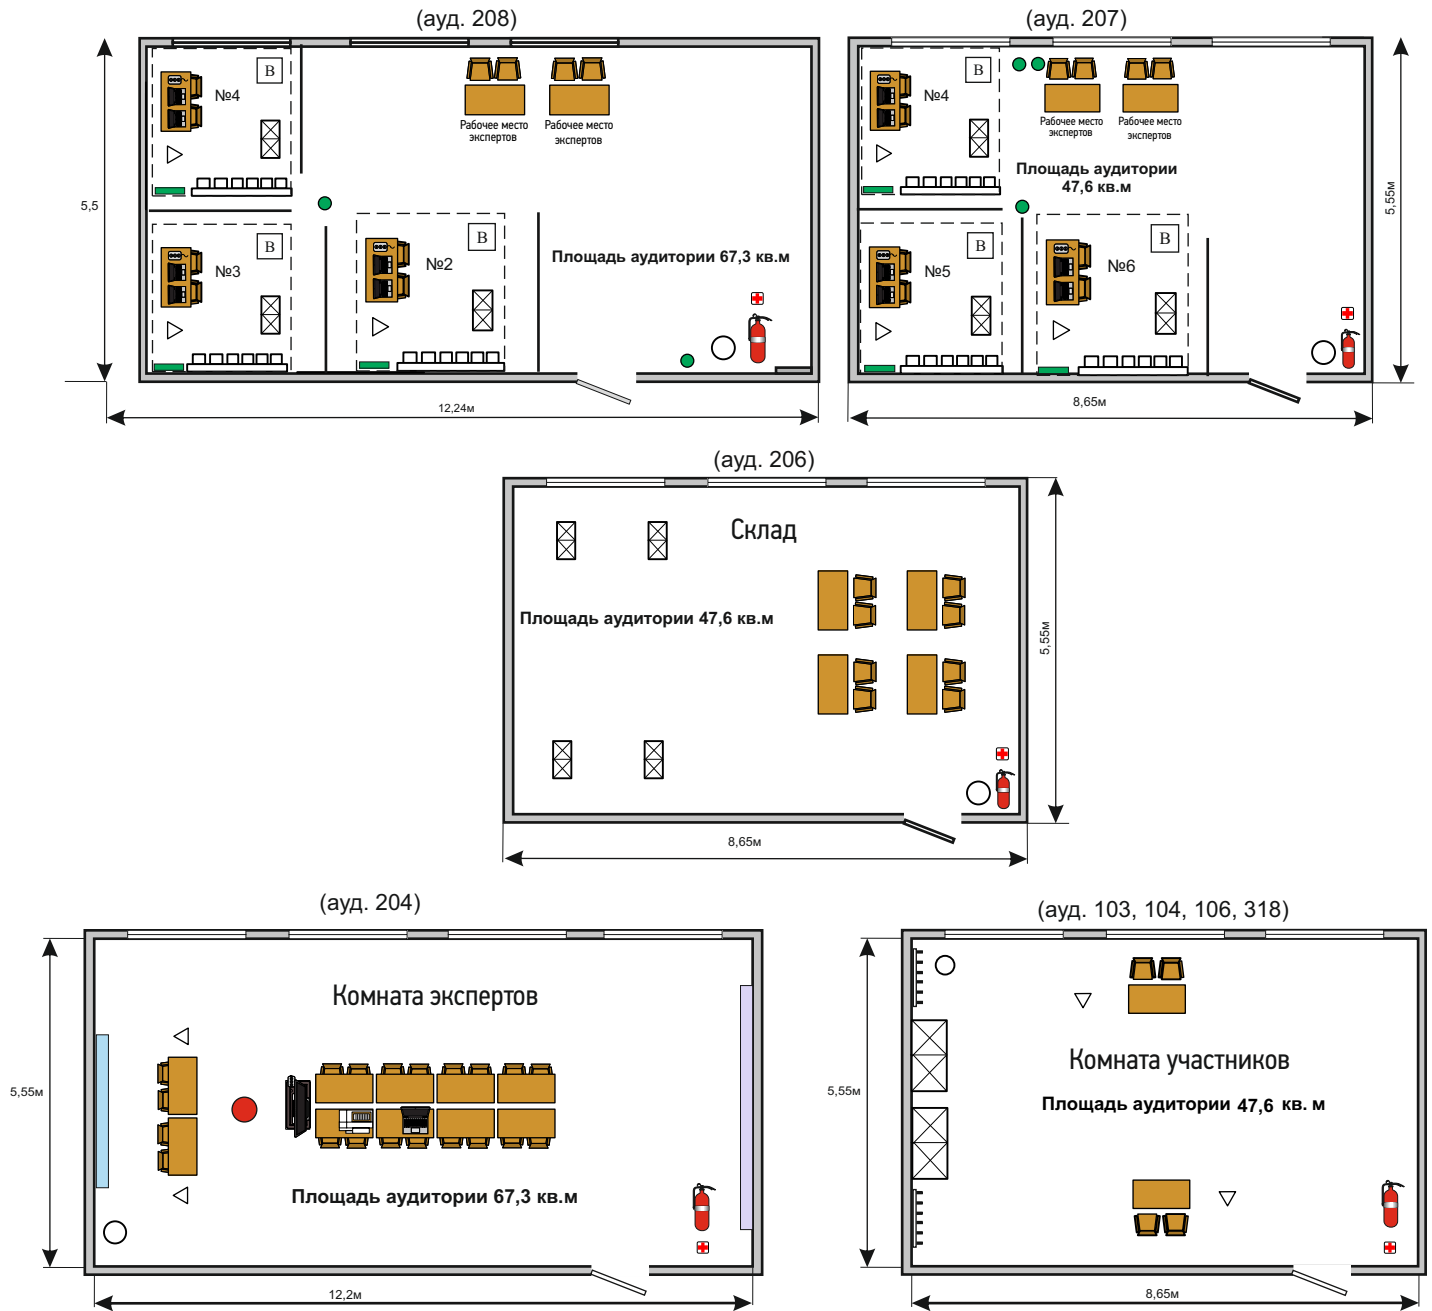 (ауд. 208)
(ауд. 207)
B
№4
Рабочее место
экспертов
Рабочее место
экспертов
5,5
B
№3
B
№2
Площадь аудитории 67,3 кв.м
12,24м
B
№4
Рабочее место
экспертов
Рабочее место
экспертов
Площадь аудитории
47,6 кв.м
5,55м
B
№5
B
№6
8,65м
(ауд. 206)
Склад
Площадь аудитории 47,6 кв.м
5,55м
8,65м
(ауд. 204)
Комната экспертов
5,55м
Площадь аудитории 67,3 кв.м
12,2м
(ауд. 103, 104, 106, 318)
Комната участников
5,55м
Площадь аудитории 47,6 кв. м
8,65м